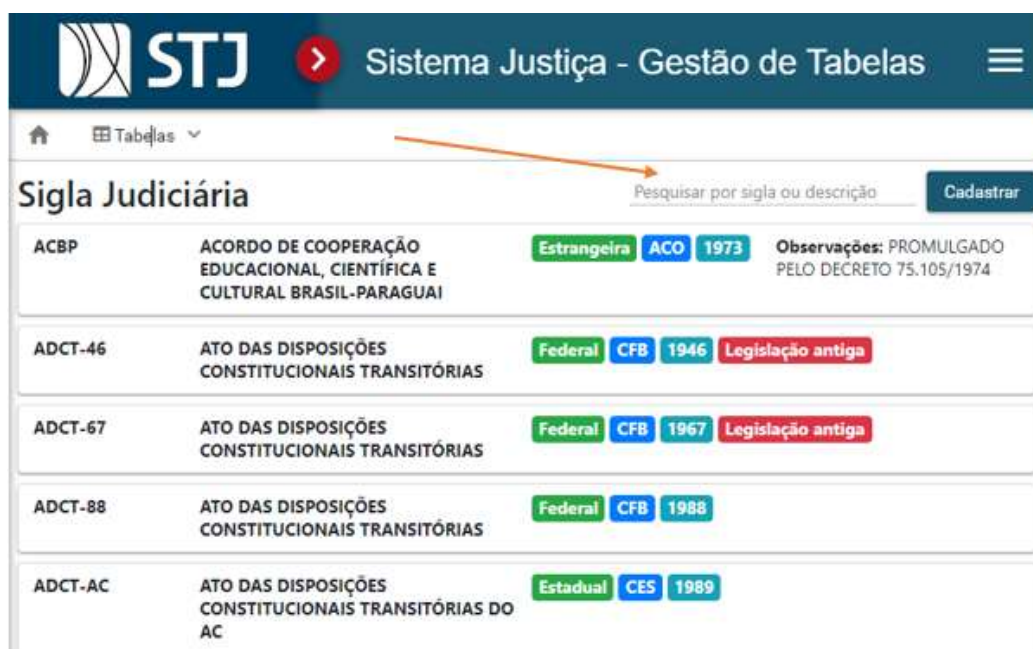 STJ
Sistema Justiça - Gestão de Tabelas
Tabelas
Sigla Judiciária
Pesquisar por sigla ou descrição
Cadastrar
ACBP
ACORDO DE COOPERAÇÃO
EDUCACIONAL, CIENTÍFICA E
CULTURAL BRASIL-PARAGUAI
Estrangeira ACO 1973
Observações: PROMULGADO
PELO DECRETO 75.105/1974
ADCT-46
ATO DAS DISPOSIÇÕES
CONSTITUCIONAIS TRANSITÓRIAS
Federal CFB 1946 Legislação antiga
ADCT-67
ATO DAS DISPOSIÇÕES
CONSTITUCIONAIS TRANSITÓRIAS
Federal CFB 1967 Legislação antiga
ADCT-88
ATO DAS DISPOSIÇÕES
CONSTITUCIONAIS TRANSITÓRIAS
Federal CFB 1988
ADCT-AC
ATO DAS DISPOSIÇÕES
CONSTITUCIONAIS TRANSITÓRIAS DO
AC
Estadual CES 1989